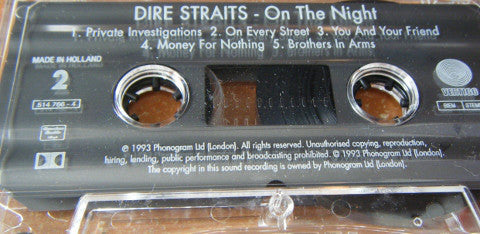 DIRE STRAITS - On The Night
1. Private Investigations 2. On Every Street 3. You And Your Friend
4. Money For Nothing 5. Brothers In Arms
MADE IN HOLLAND
2
514 766-4
VERTIGO
BIEM STEMRA
© 1993 Phonogram Ltd (London). All rights reserved. Unauthorised copying, reproduction,
hiring, lending, public performance and broadcasting prohibited. ℗ 1993 Phonogram Ltd (London).
The copyright in this sound recording is owned by Phonogram Ltd. (London).